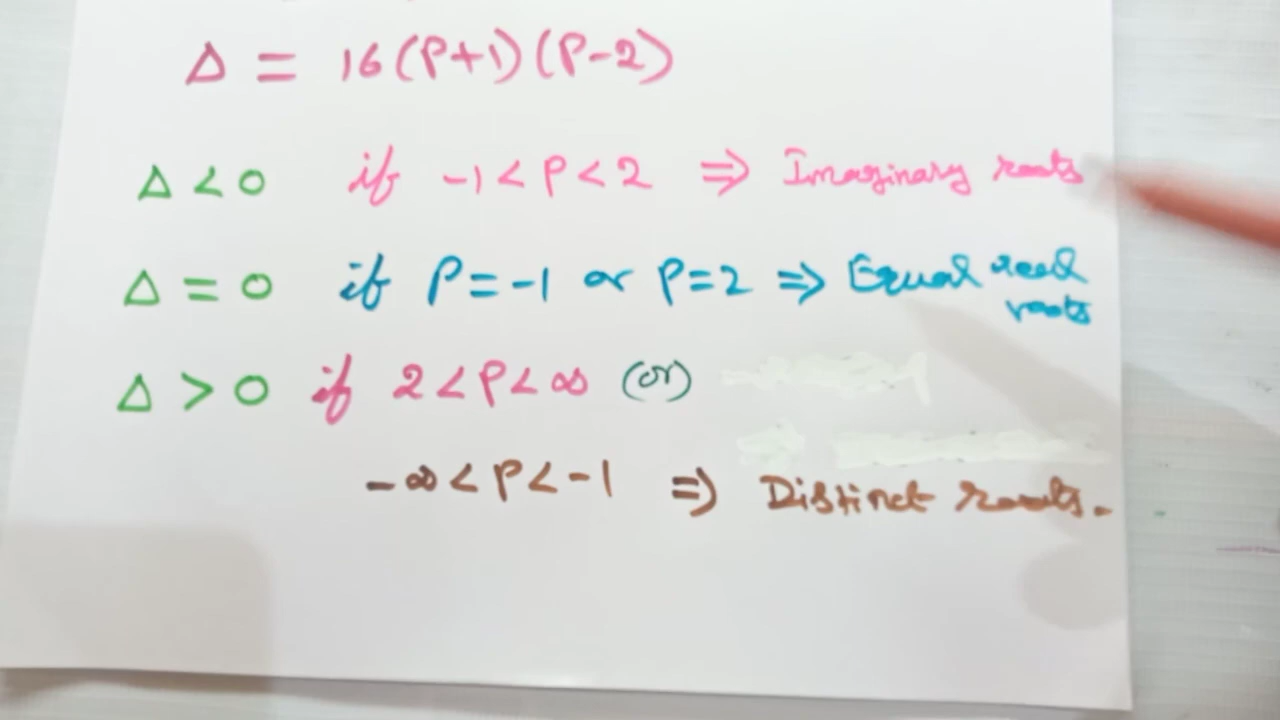 Δ = 16(P+1)(P-2)
Δ < 0 if -1 < P < 2 ⇒ Imaginary roots
Δ = 0 if P = -1 or P = 2 ⇒ Equal real
roots
Δ > 0 if 2 < P < ∞ (or)
-∞ < P < -1 ⇒ Distinct roots.